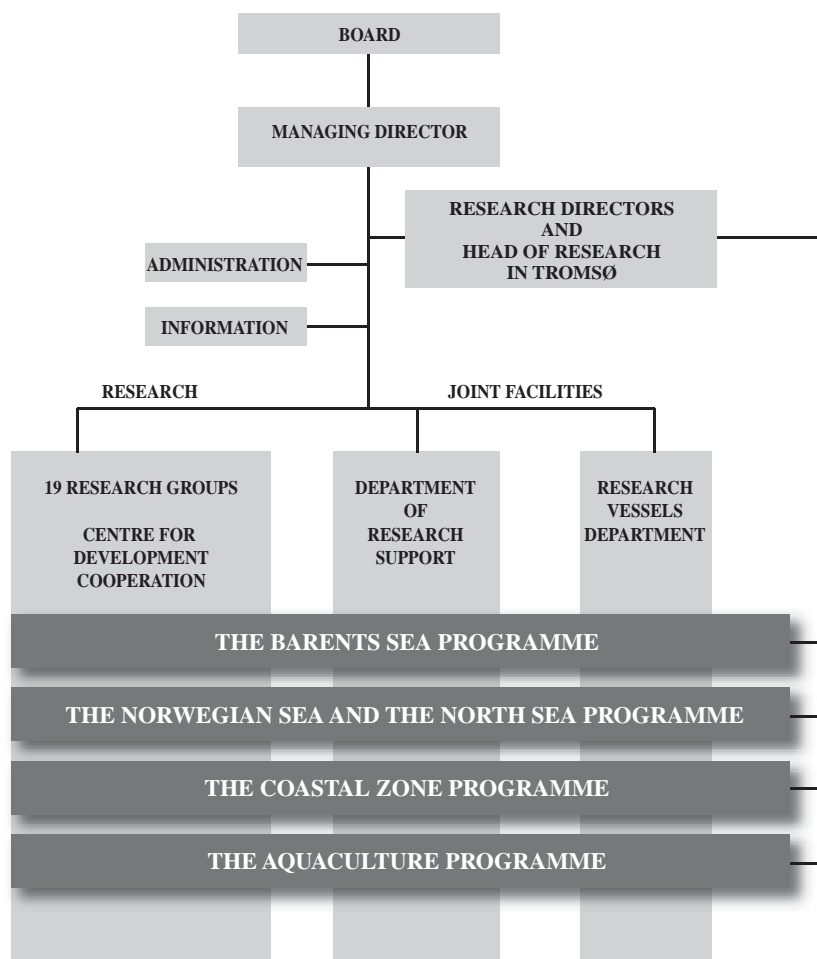 BOARD
MANAGING DIRECTOR
RESEARCH DIRECTORS
AND
HEAD OF RESEARCH
IN TROMSØ
ADMINISTRATION
INFORMATION
RESEARCH
JOINT FACILITIES
19 RESEARCH GROUPS
CENTRE FOR
DEVELOPMENT
COOPERATION
DEPARTMENT
OF
RESEARCH
SUPPORT
RESEARCH
VESSELS
DEPARTMENT
THE BARENTS SEA PROGRAMME
THE NORWEGIAN SEA AND THE NORTH SEA PROGRAMME
THE COASTAL ZONE PROGRAMME
THE AQUACULTURE PROGRAMME